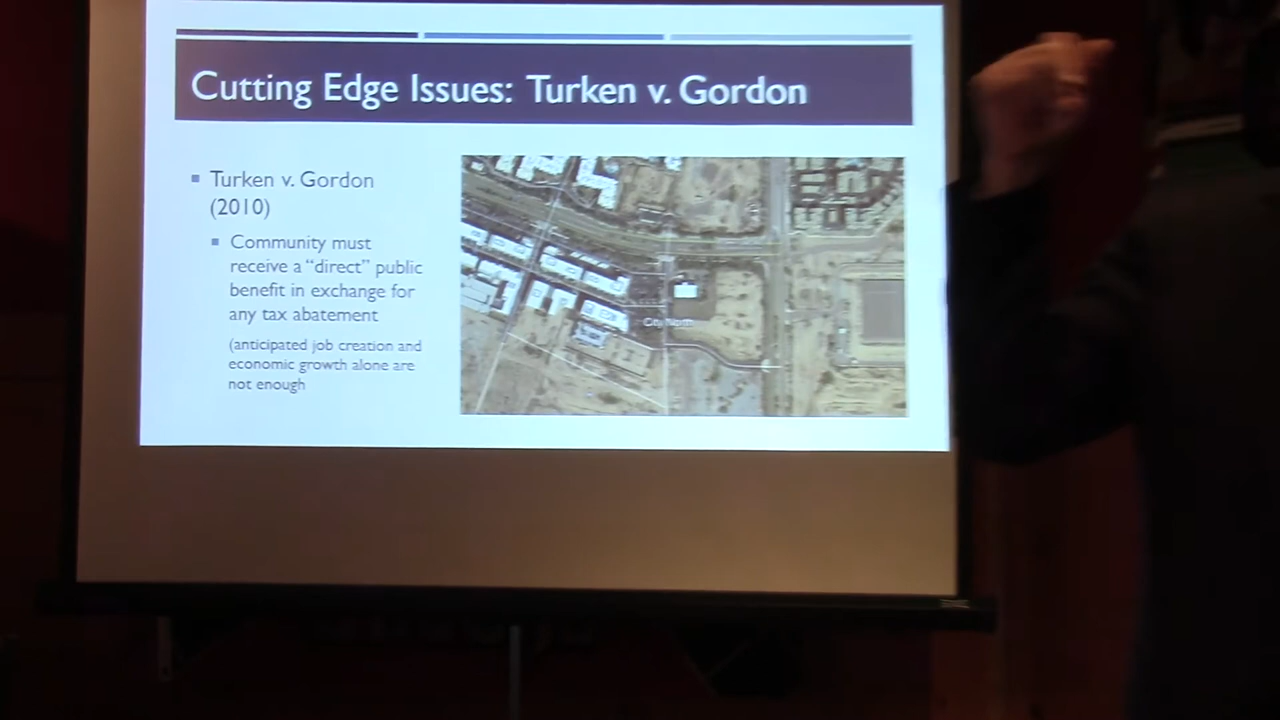 Cutting Edge Issues: Turken v. Gordon
Turken v. Gordon
(2010)
Community must
receive a "direct" public
benefit in exchange for
any tax abatement
(anticipated job creation and
economic growth alone are
not enough
CityNorth